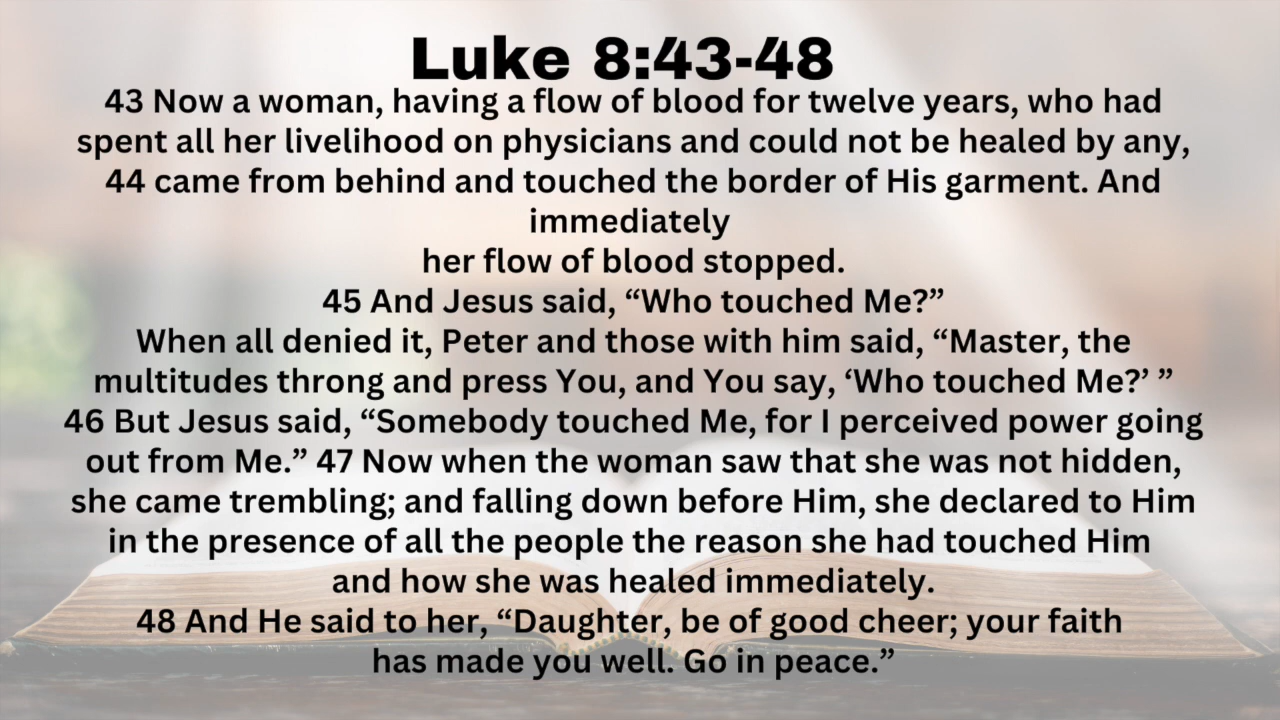 Luke 8:43-48
43 Now a woman, having a flow of blood for twelve years, who had
spent all her livelihood on physicians and could not be healed by any,
44 came from behind and touched the border of His garment. And
immediately
her flow of blood stopped.
45 And Jesus said, “Who touched Me?”
When all denied it, Peter and those with him said, “Master, the
multitudes throng and press You, and You say, ‘Who touched Me?’ ”
46 But Jesus said, “Somebody touched Me, for I perceived power going
out from Me.” 47 Now when the woman saw that she was not hidden,
she came trembling; and falling down before Him, she declared to Him
in the presence of all the people the reason she had touched Him
and how she was healed immediately.
48 And He said to her, “Daughter, be of good cheer; your faith
has made you well. Go in peace.”